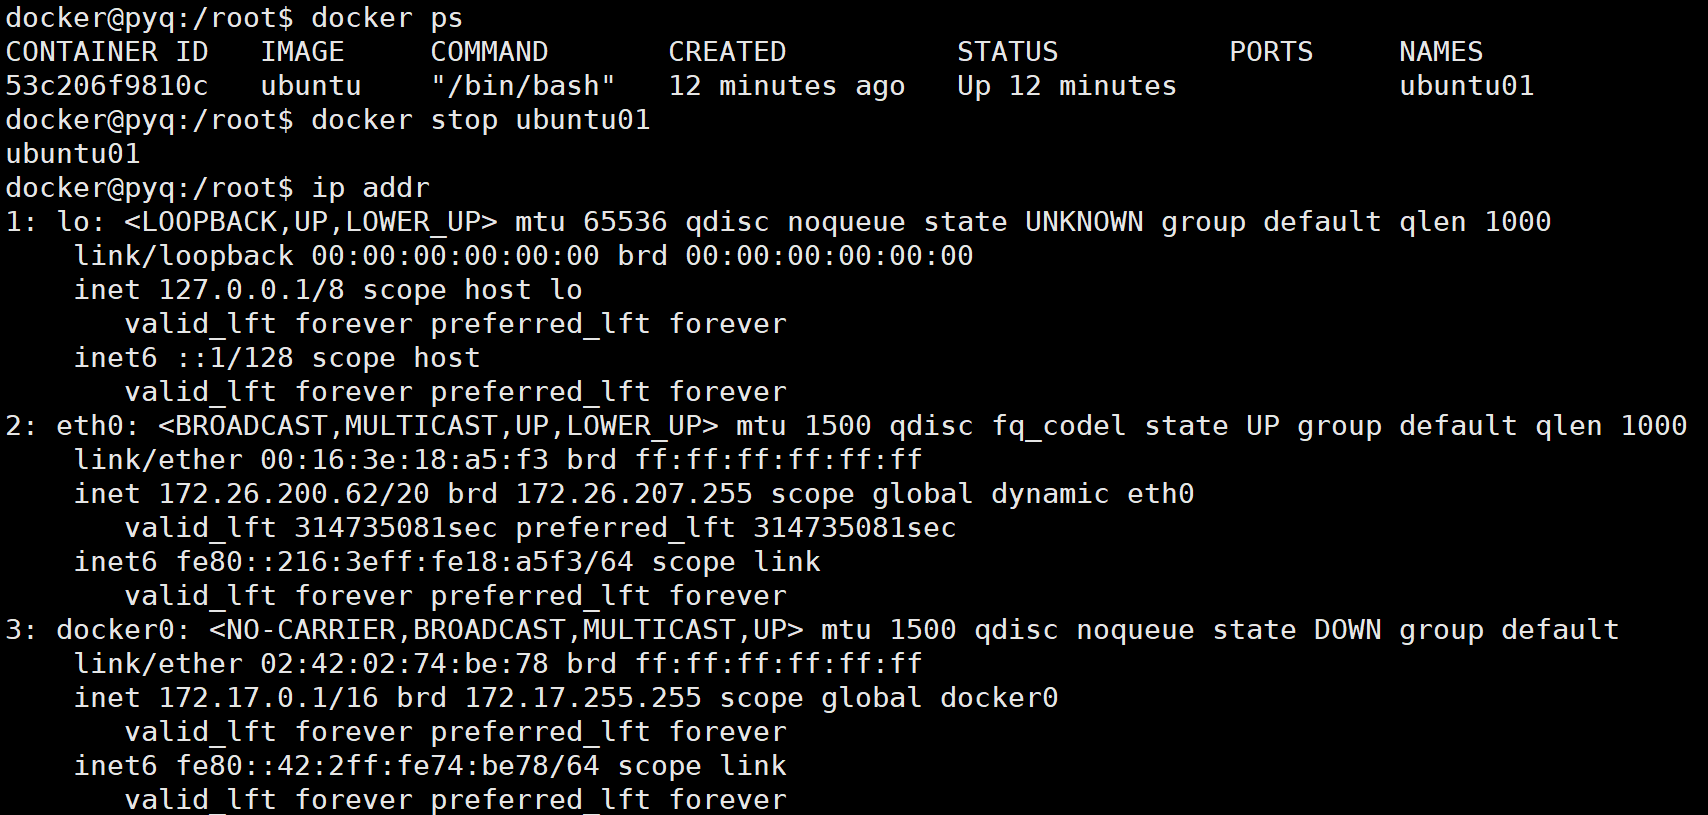 docker@pyq:/root$ docker ps
CONTAINER ID   IMAGE     COMMAND       CREATED          STATUS          PORTS     NAMES
53c206f9810c   ubuntu    "/bin/bash"   12 minutes ago   Up 12 minutes             ubuntu01
docker@pyq:/root$ docker stop ubuntu01
ubuntu01
docker@pyq:/root$ ip addr
1: lo: <LOOPBACK,UP,LOWER_UP> mtu 65536 qdisc noqueue state UNKNOWN group default qlen 1000
    link/loopback 00:00:00:00:00:00 brd 00:00:00:00:00:00
    inet 127.0.0.1/8 scope host lo
       valid_lft forever preferred_lft forever
    inet6 ::1/128 scope host
       valid_lft forever preferred_lft forever
2: eth0: <BROADCAST,MULTICAST,UP,LOWER_UP> mtu 1500 qdisc fq_codel state UP group default qlen 1000
    link/ether 00:16:3e:18:a5:f3 brd ff:ff:ff:ff:ff:ff
    inet 172.26.200.62/20 brd 172.26.207.255 scope global dynamic eth0
       valid_lft 314735081sec preferred_lft 314735081sec
    inet6 fe80::216:3eff:fe18:a5f3/64 scope link
       valid_lft forever preferred_lft forever
3: docker0: <NO-CARRIER,BROADCAST,MULTICAST,UP> mtu 1500 qdisc noqueue state DOWN group default
    link/ether 02:42:02:74:be:78 brd ff:ff:ff:ff:ff:ff
    inet 172.17.0.1/16 brd 172.17.255.255 scope global docker0
       valid_lft forever preferred_lft forever
    inet6 fe80::42:2ff:fe74:be78/64 scope link
       valid_lft forever preferred_lft forever